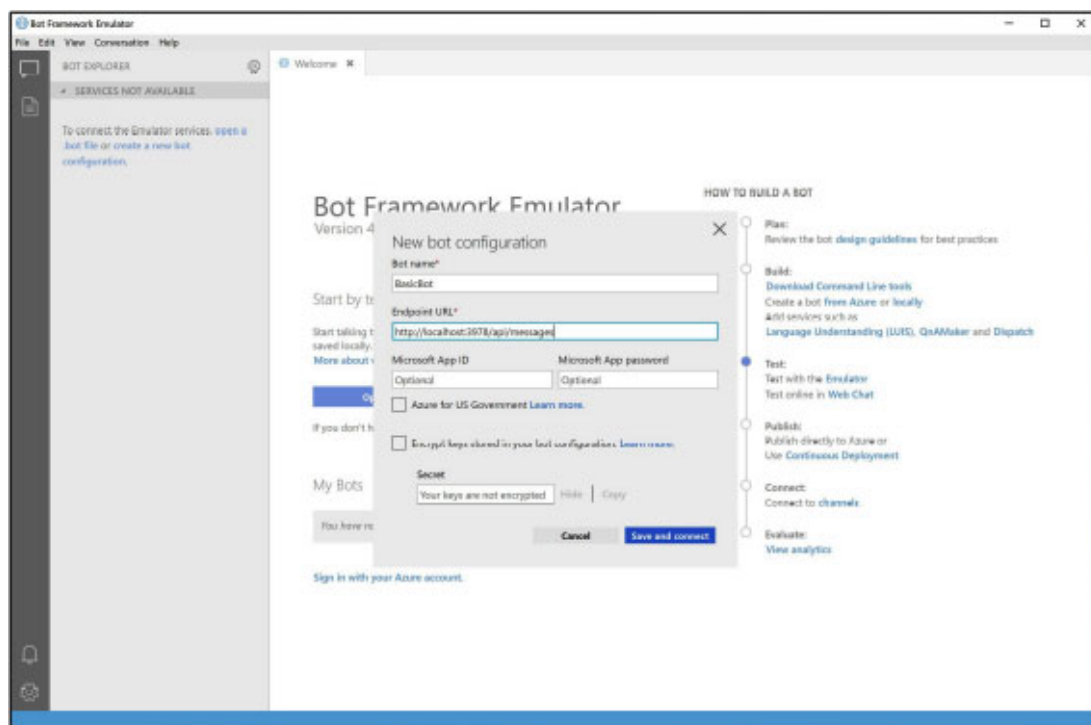 Bot Framework Emulator
File Edit View Conversation Help
BOT EXPLORER
Welcome
SERVICES NOT AVAILABLE
To connect the Emulator services, open a
.bot file or create a new bot
configuration.
Bot Framework Emulator
Version 4
Start by te
Start talking t
saved locally.
More about
If you don't h
My Bots
You have no
Sign in with your Azure account.
New bot configuration
Bot name*
BasicBot
Endpoint URL*
http://localhost:3978/api/messages
Microsoft App ID Microsoft App password
Optional Optional
Azure for US Government Learn more.
Encrypt keys stored in your bot configuration. Learn more.
Secret
Your keys are not encrypted Hide Copy
Cancel Save and connect
HOW TO BUILD A BOT
Plan:
Review the bot design guidelines for best practices
Build:
Download Command Line tools
Create a bot from Azure or locally
Add services such as
Language Understanding (LUIS), QnAMaker and Dispatch
Test:
Test with the Emulator
Test online in Web Chat
Publish:
Publish directly to Azure or
Use Continuous Deployment
Connect:
Connect to channels
Evaluate:
View analytics